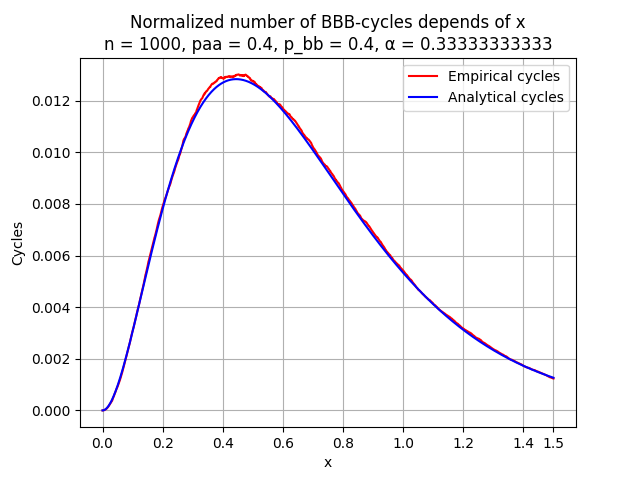 Normalized number of BBB-cycles depends of x
n = 1000, paa = 0.4, p_bb = 0.4, α = 0.33333333333
Empirical cycles
Analytical cycles
Cycles
0.012
0.010
0.008
0.006
0.004
0.002
0.000
0.0 0.2 0.4 0.6 0.8 1.0 1.2 1.4 1.5
x